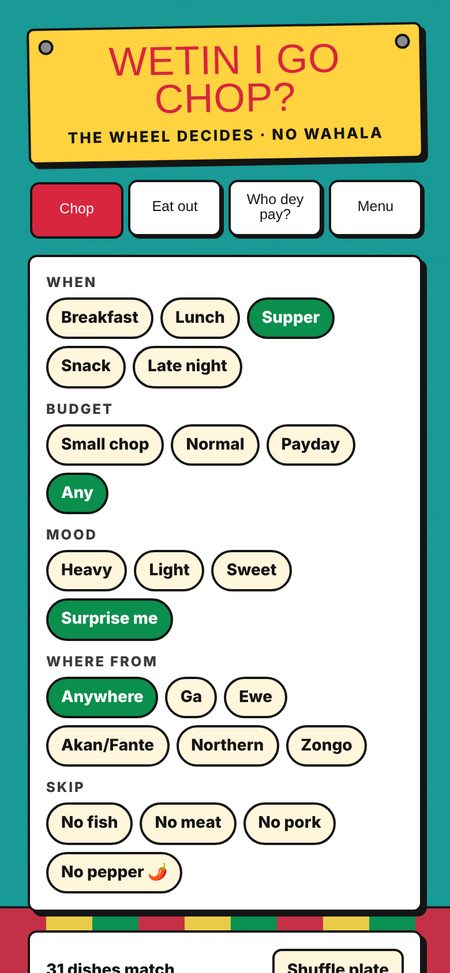 WETIN I GO
CHOP?
THE WHEEL DECIDES · NO WAHALA
Chop
Eat out
Who dey
pay?
Menu
WHEN
Breakfast Lunch Supper
Snack Late night
BUDGET
Small chop Normal Payday
Any
MOOD
Heavy Light Sweet
Surprise me
WHERE FROM
Anywhere Ga Ewe
Akan/Fante Northern Zongo
SKIP
No fish No meat No pork
No pepper 🌶️
31 dishes match Shuffle plate